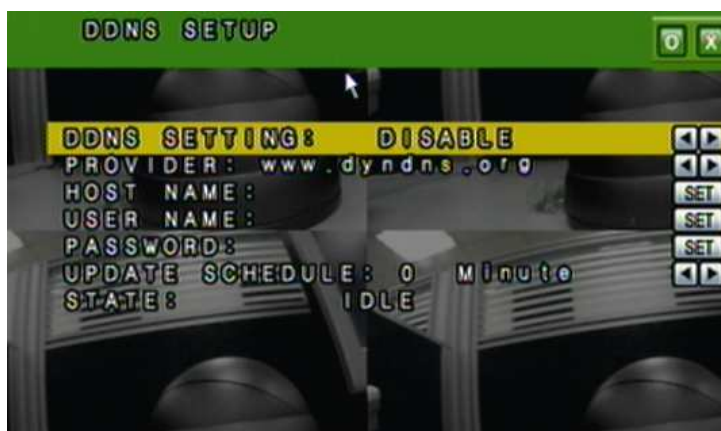 DDNS SETUP
O X
DDNS SETTING: DISABLE
PROVIDER: www.dyndns.org
HOST NAME: SET
USER NAME: SET
PASSWORD: SET
UPDATE SCHEDULE: 0 Minute
STATE: IDLE